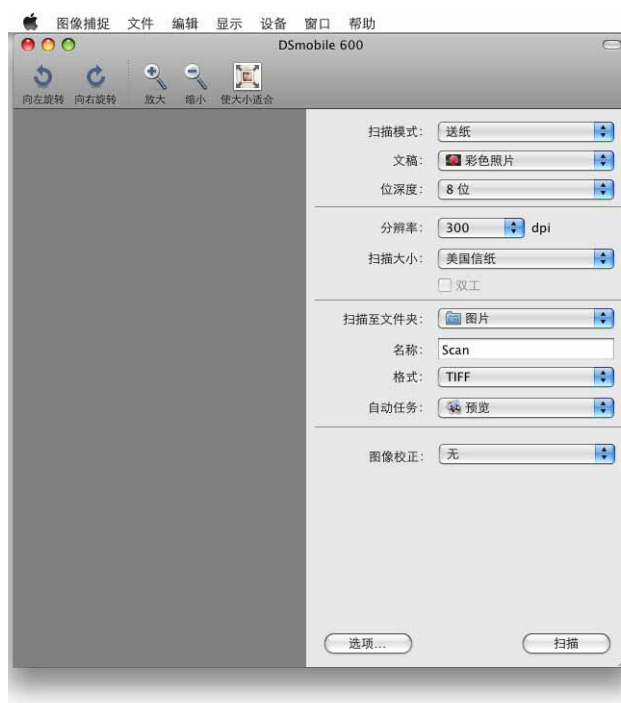 图像捕捉 文件 编辑 显示 设备 窗口 帮助
DSmobile 600
向左旋转 向右旋转 放大 缩小 使大小适合
扫描模式: 送纸
文稿: 彩色照片
位深度: 8 位
分辨率: 300 dpi
扫描大小: 美国信纸
双工
扫描至文件夹: 图片
名称: Scan
格式: TIFF
自动任务: 预览
图像校正: 无
选项... 扫描